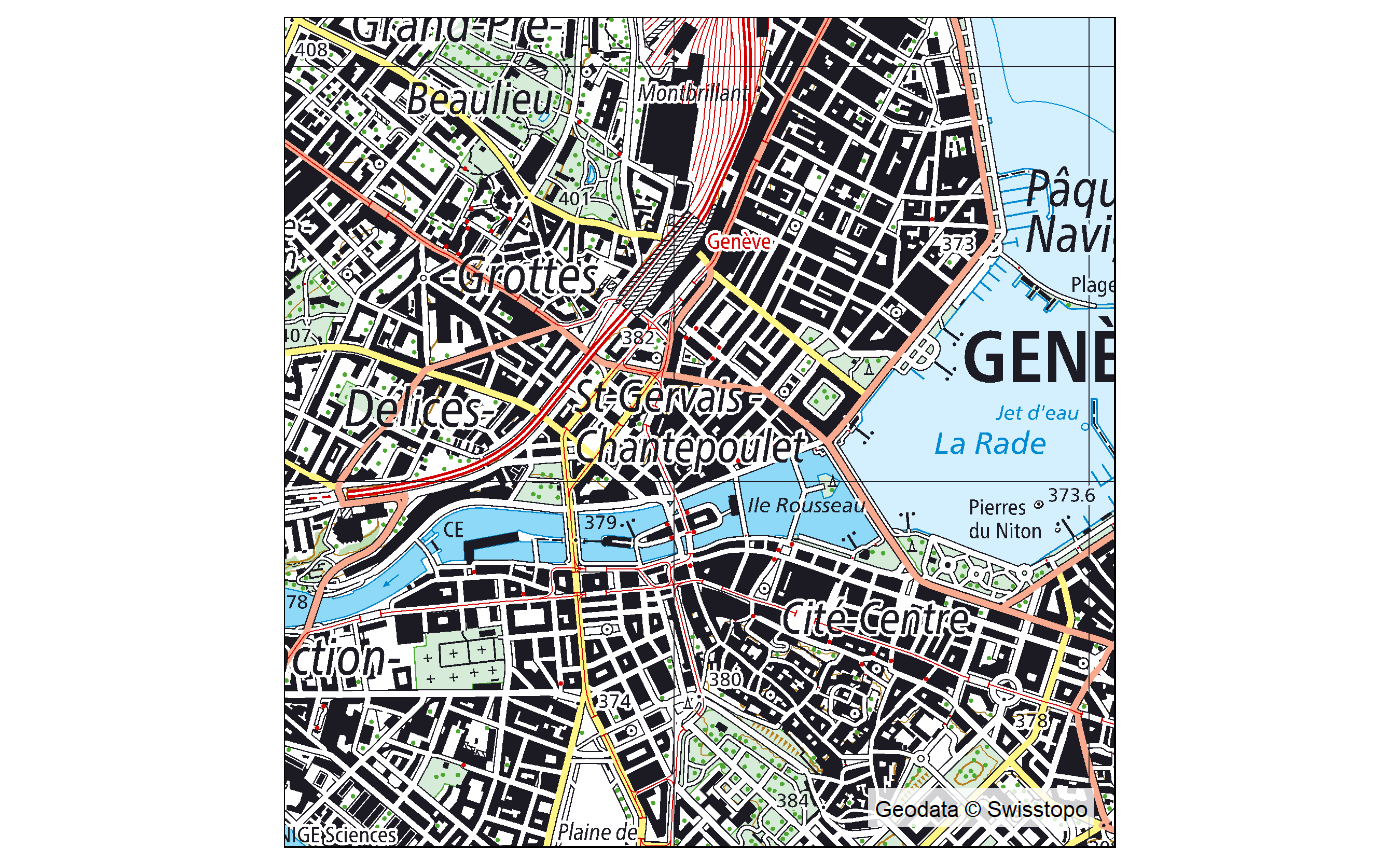 Grand-Pré-
408
Beaulieu
Montbrillant
401
Pâqu
Genève
373
Navi
-Grottes
Plage
407
382
GENÈ
St-Gervais-
Délices-
Jet d'eau
Chantepoulet
La Rade
373.6
Ile Rousseau
Pierres
du Niton
CE
379
78
Cité-Centre
ction-
380
374
378
384
Geodata © Swisstopo
NIGE Sciences
Plaine de